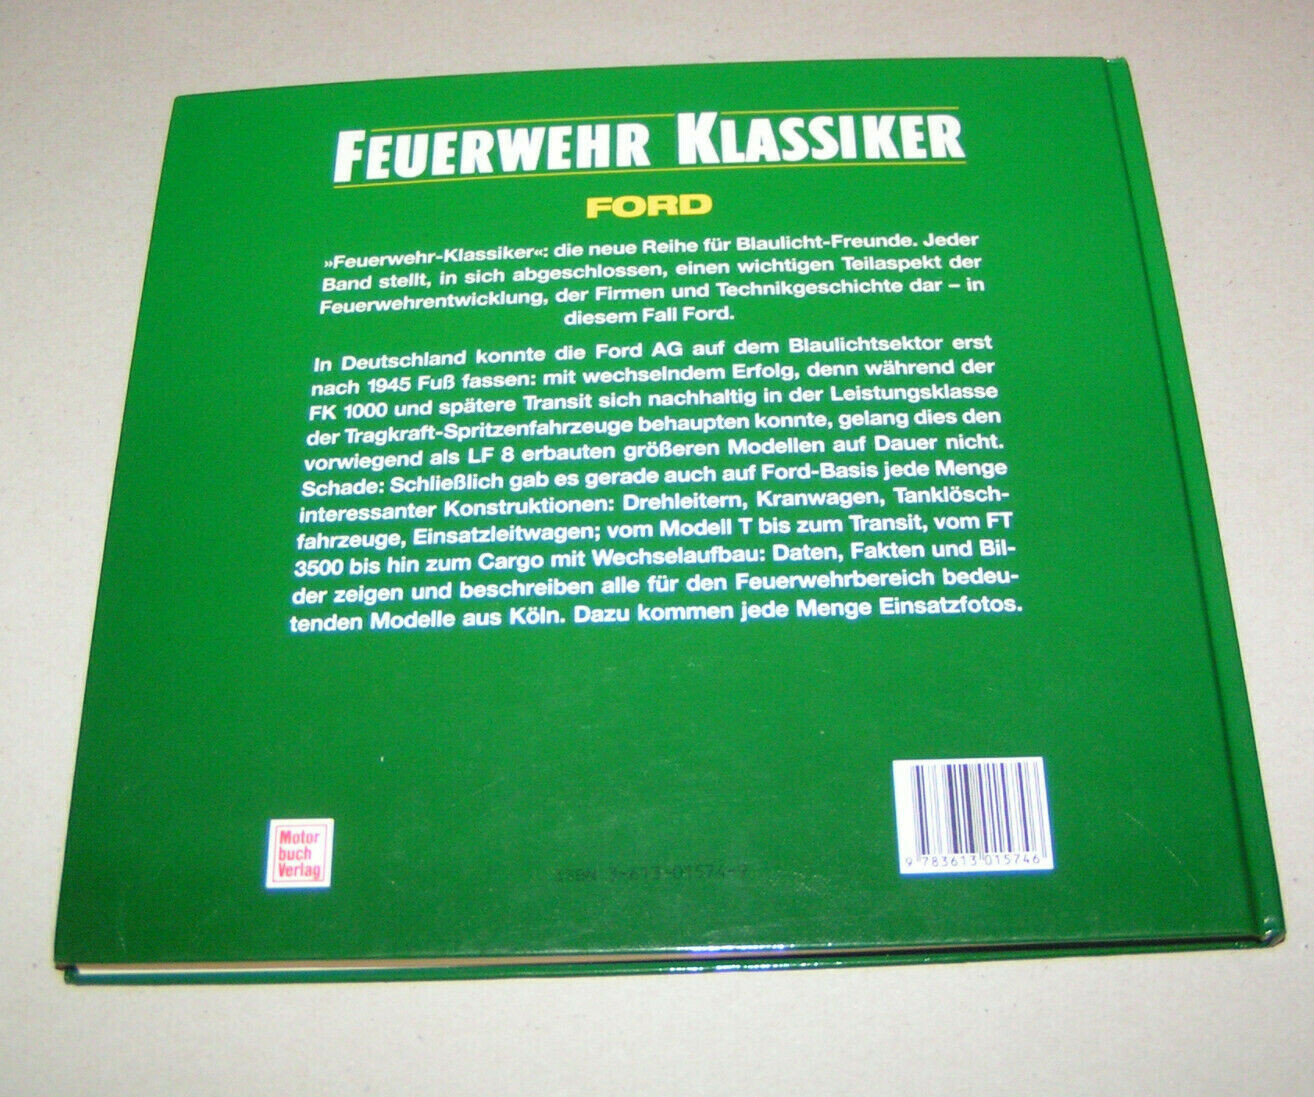 FEUERWEHR KLASSIKER
FORD
»Feuerwehr-Klassiker«: die neue Reihe für Blaulicht-Freunde. Jeder
Band stellt, in sich abgeschlossen, einen wichtigen Teilaspekt der
Feuerwehrentwicklung, der Firmen und Technikgeschichte dar – in
diesem Fall Ford.
In Deutschland konnte die Ford AG auf dem Blaulichtsektor erst
nach 1945 Fuß fassen: mit wechselndem Erfolg, denn während der
FK 1000 und spätere Transit sich nachhaltig in der Leistungsklasse
der Tragkraft-Spritzenfahrzeuge behaupten konnte, gelang dies den
vorwiegend als LF 8 erbauten größeren Modellen auf Dauer nicht.
Schade: Schließlich gab es gerade auch auf Ford-Basis jede Menge
interessanter Konstruktionen: Drehleitern, Kranwagen, Tanklösch-
fahrzeuge, Einsatzleitwagen; vom Modell T bis zum Transit, vom FT
3500 bis hin zum Cargo mit Wechselaufbau: Daten, Fakten und Bil-
der zeigen und beschreiben alle für den Feuerwehrbereich bedeu-
tenden Modelle aus Köln. Dazu kommen jede Menge Einsatzfotos.
Motor
buch
Verlag
ISBN 3-613-01574-
9 783613 015746